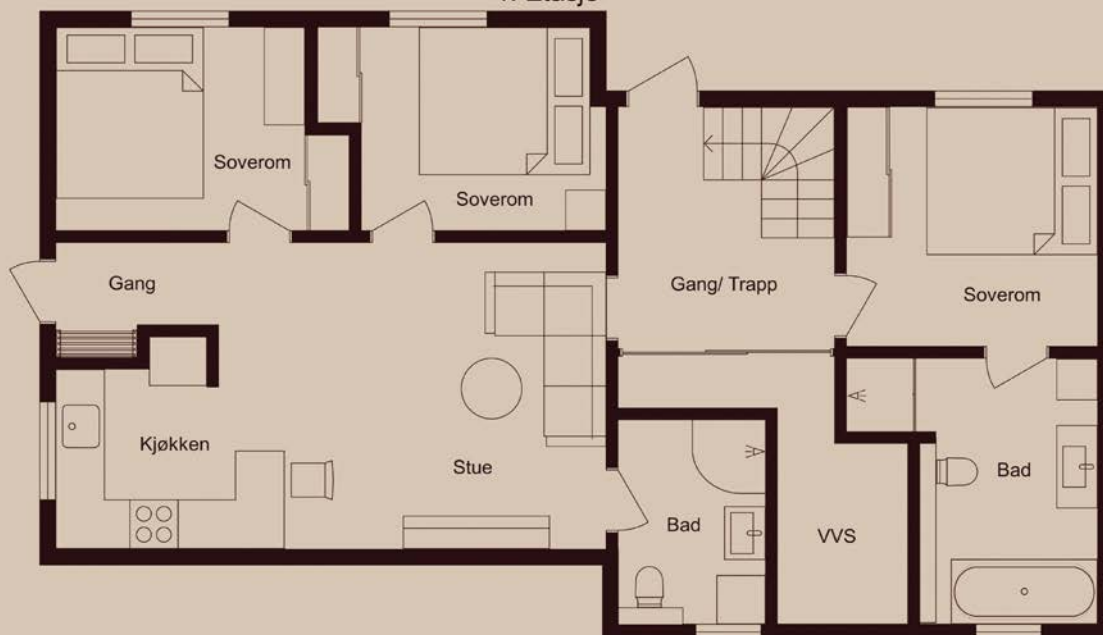 Soverom
Soverom
Gang
Gang/ Trapp
Soverom
Kjøkken
Stue
Bad
VVS
Bad